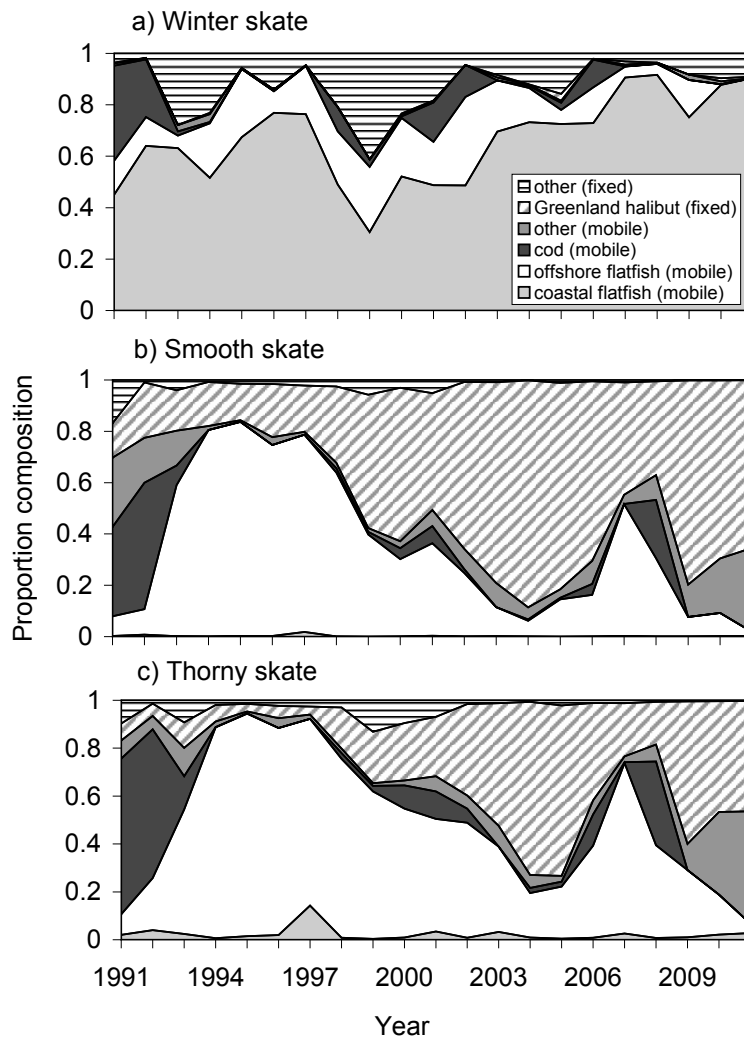 a) Winter skate
1
0.8
0.6
0.4
0.2
0
other (fixed)
Greenland halibut (fixed)
other (mobile)
cod (mobile)
offshore flatfish (mobile)
coastal flatfish (mobile)
b) Smooth skate
1
0.8
0.6
0.4
0.2
0
Proportion composition
c) Thorny skate
1
0.8
0.6
0.4
0.2
0
1991 1994 1997 2000 2003 2006 2009
Year